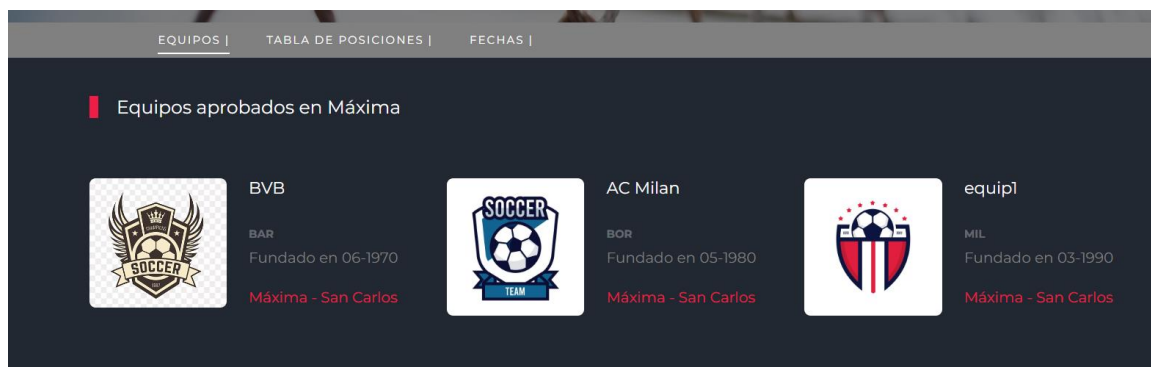 EQUIPOS | TABLA DE POSICIONES | FECHAS |
Equipos aprobados en Máxima
BVB
BAR
Fundado en 06-1970
Máxima - San Carlos
SOCCER
AC Milan
BOR
Fundado en 05-1980
Máxima - San Carlos
SOCCER
TEAM
equip1
MIL
Fundado en 03-1990
Máxima - San Carlos